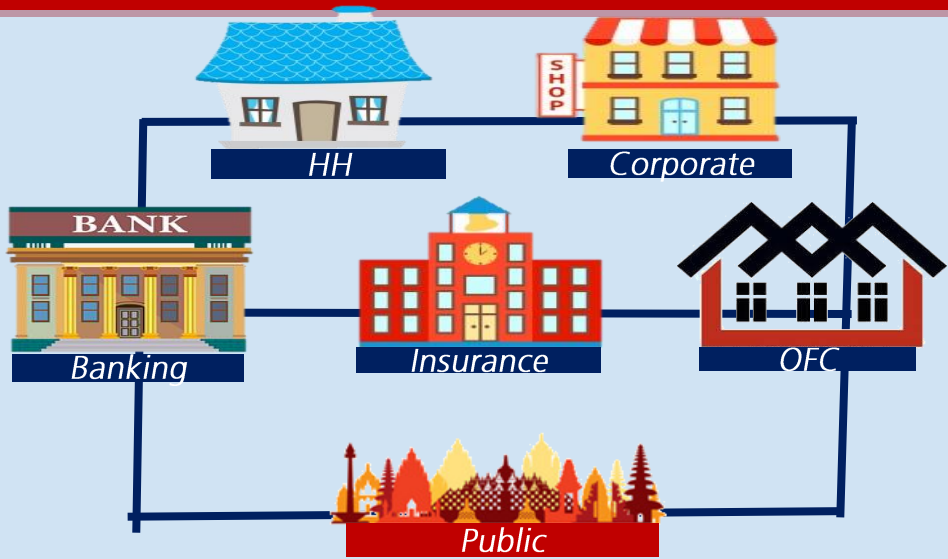 SHOP
HH
Corporate
BANK
Banking
Insurance
OFC
Public